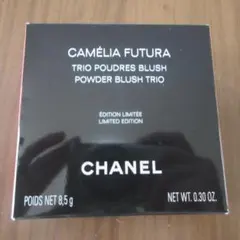 CAMÉLIA FUTURA
TRIO POUDRES BLUSH
POWDER BLUSH TRIO
ÉDITION LIMITÉE
LIMITED EDITION
CHANEL
POIDS NET 8,5 g NET WT. 0.30 OZ.